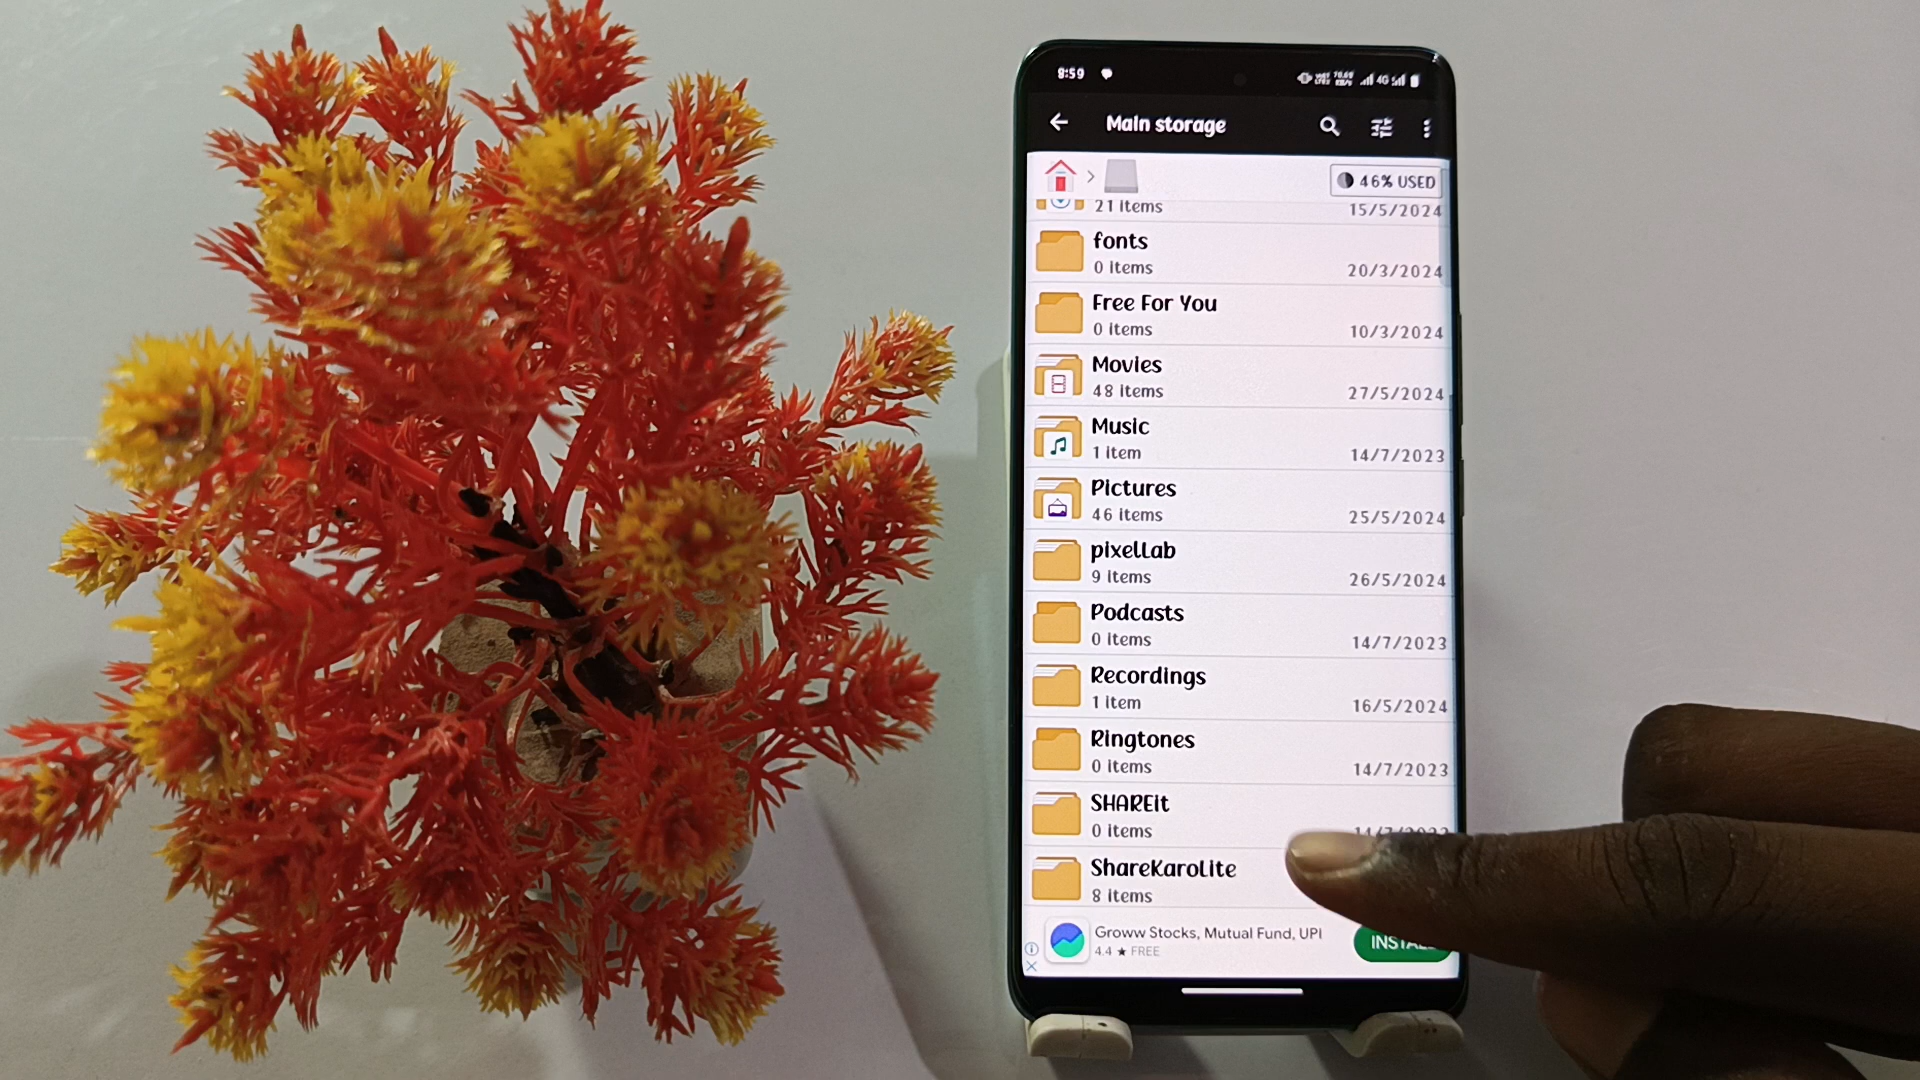 8:59 4G
Main storage
46% USED
21 items 15/5/2024
fonts
0 items 20/3/2024
Free For You
0 items 10/3/2024
Movies
48 items 27/5/2024
Music
1 item 14/7/2023
Pictures
46 items 25/5/2024
pixelLab
9 items 26/5/2024
Podcasts
0 items 14/7/2023
Recordings
1 item 16/5/2024
Ringtones
0 items 14/7/2023
SHAREit
0 items
ShareKaroLite
8 items
Groww Stocks, Mutual Fund, UPI
4.4 ★ FREE